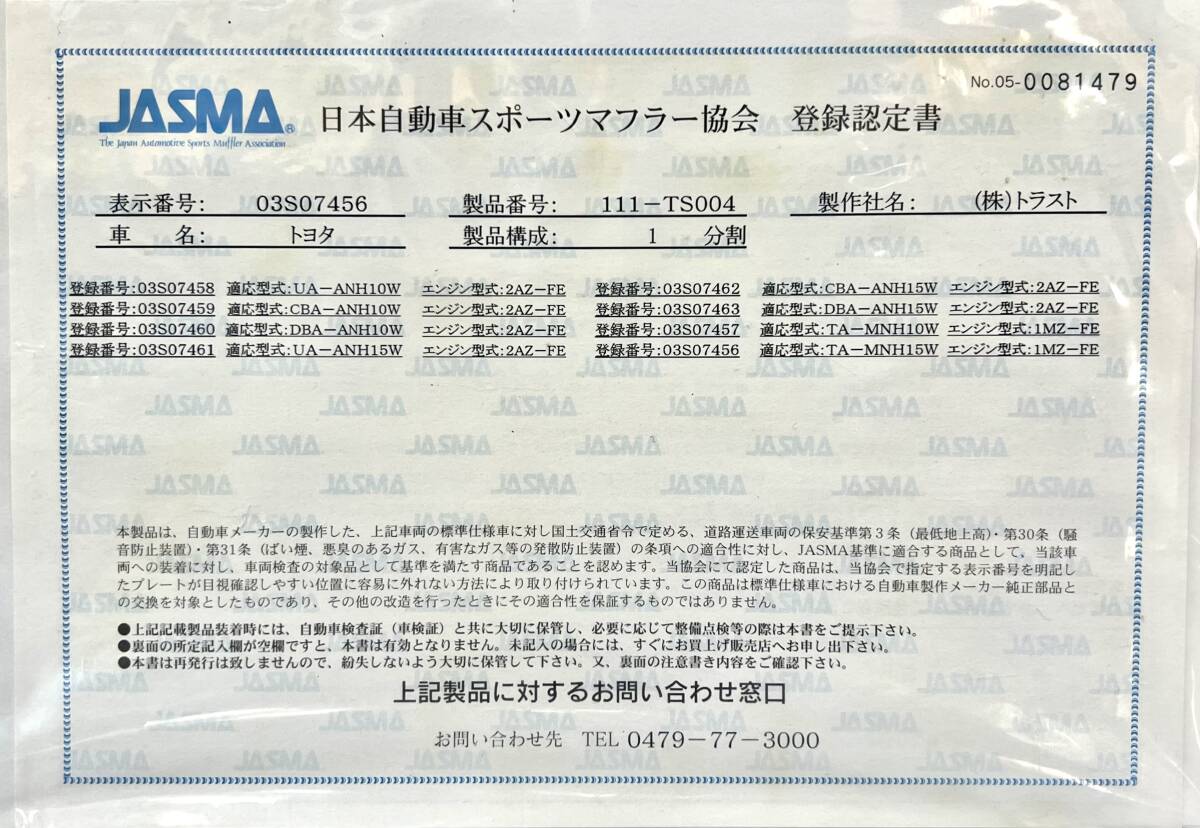 No.05-0081479
JASMA®
The Japan Automotive Sports Muffler Association
日本自動車スポーツマフラー協会 登録認定書
表示番号: 03S07456 製品番号: 111-TS004 製作社名: (株)トラスト
車 名: トヨタ 製品構成: 1 分割
登録番号:03S07458 適応型式:UA-ANH10W エンジン型式:2AZ-FE 登録番号:03S07462 適応型式:CBA-ANH15W エンジン型式:2AZ-FE
登録番号:03S07459 適応型式:CBA-ANH10W エンジン型式:2AZ-FE 登録番号:03S07463 適応型式:DBA-ANH15W エンジン型式:2AZ-FE
登録番号:03S07460 適応型式:DBA-ANH10W エンジン型式:2AZ-FE 登録番号:03S07457 適応型式:TA-MNH10W エンジン型式:1MZ-FE
登録番号:03S07461 適応型式:UA-ANH15W エンジン型式:2AZ-FE 登録番号:03S07456 適応型式:TA-MNH15W エンジン型式:1MZ-FE
本製品は、自動車メーカーの製作した、上記車両の標準仕様車に対し国土交通省令で定める、道路運送車両の保安基準第3条(最低地上高)・第30条(騒
音防止装置)・第31条(ばい煙、悪臭のあるガス、有害なガス等の発散防止装置)の条項への適合性に対し、JASMA基準に適合する商品として、当該車
両への装着に対し、車両検査の対象品として基準を満たす商品であることを認めます。当協会にて認定した商品は、当協会で指定する表示番号を明記し
たプレートが目視確認しやすい位置に容易に外れない方法により取り付けられています。この商品は標準仕様車における自動車製作メーカー純正部品と
の交換を対象としたものであり、その他の改造を行ったときにその適合性を保証するものではありません。
●上記記載製品装着時には、自動車検査証(車検証)と共に大切に保管し、必要に応じて整備点検等の際は本書をご提示下さい。
●裏面の所定記入欄が空欄ですと、本書は有効となりません。未記入の場合には、すぐにお買上げ販売店へお申し出下さい。
●本書は再発行は致しませんので、紛失しないよう大切に保管して下さい。又、裏面の注意書き内容をご確認下さい。
上記製品に対するお問い合わせ窓口
お問い合わせ先 TEL 0479-77-3000